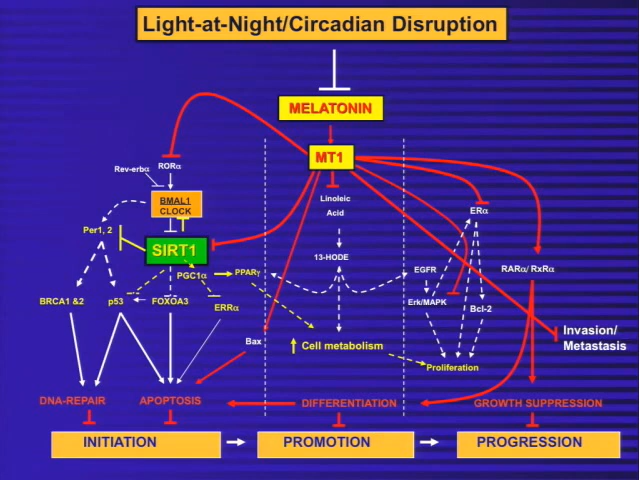 Light-at-Night/Circadian Disruption
MELATONIN
MT1
RORα
Rev-erbα
BMAL1
CLOCK
Linoleic
Acid
ERα
Per1, 2
SIRT1
13-HODE
PGC1α
PPARγ
EGFR
RARα/ RxRα
BRCA1 &2
p53
FOXOA3
ERRα
Erk/MAPK
Bcl-2
Bax
Cell metabolism
Invasion/
Metastasis
Proliferation
DNA-REPAIR
APOPTOSIS
DIFFERENTIATION
GROWTH SUPPRESSION
INITIATION
PROMOTION
PROGRESSION